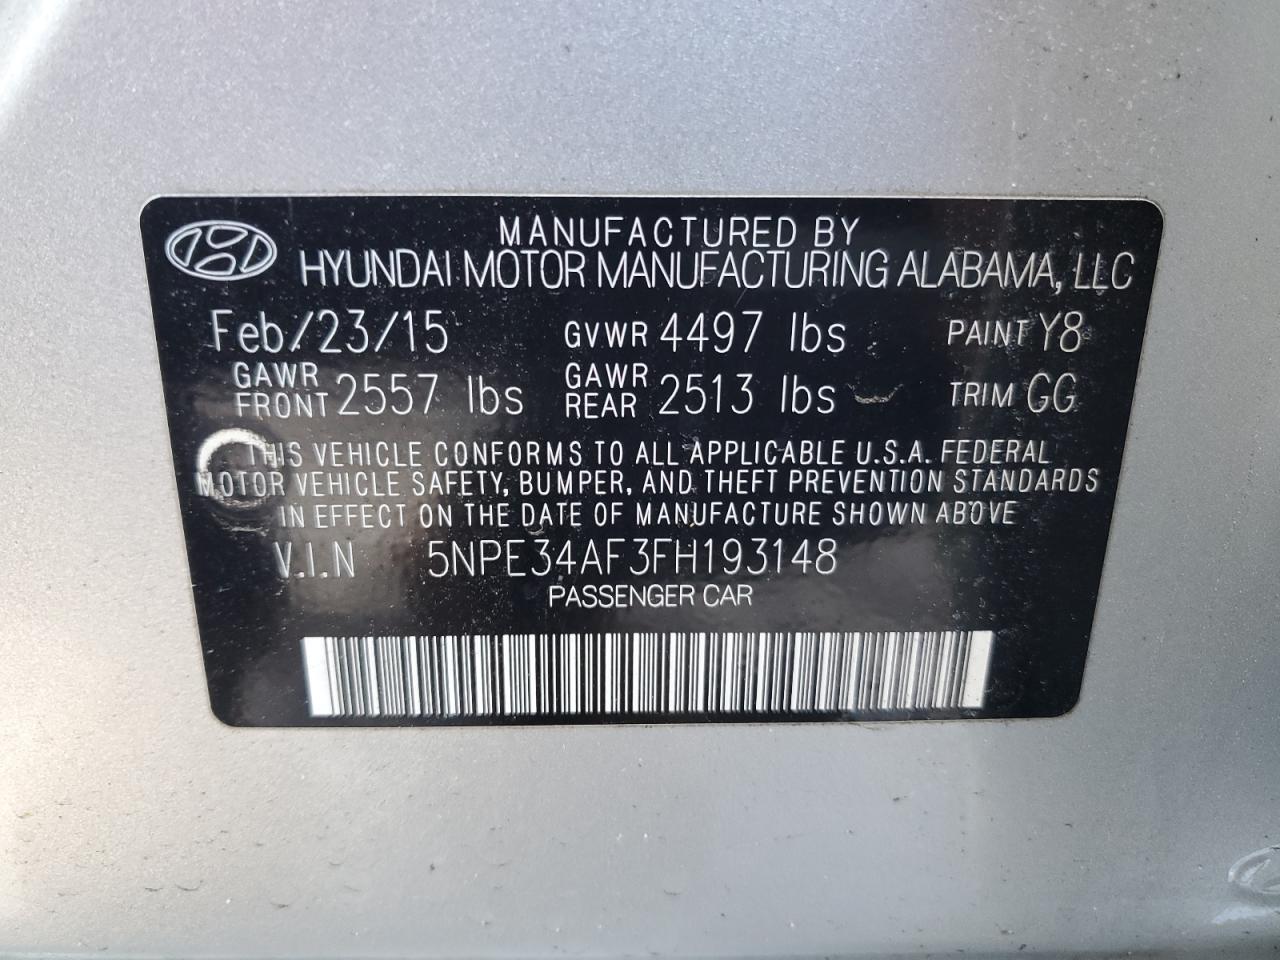 MANUFACTURED BY
HYUNDAI MOTOR MANUFACTURING ALABAMA, LLC
Feb/23/15 GVWR 4497 lbs PAINT Y8
GAWR FRONT 2557 lbs GAWR REAR 2513 lbs TRIM GG
THIS VEHICLE CONFORMS TO ALL APPLICABLE U.S.A. FEDERAL
MOTOR VEHICLE SAFETY, BUMPER, AND THEFT PREVENTION STANDARDS
IN EFFECT ON THE DATE OF MANUFACTURE SHOWN ABOVE
V.I.N 5NPE34AF3FH193148
PASSENGER CAR